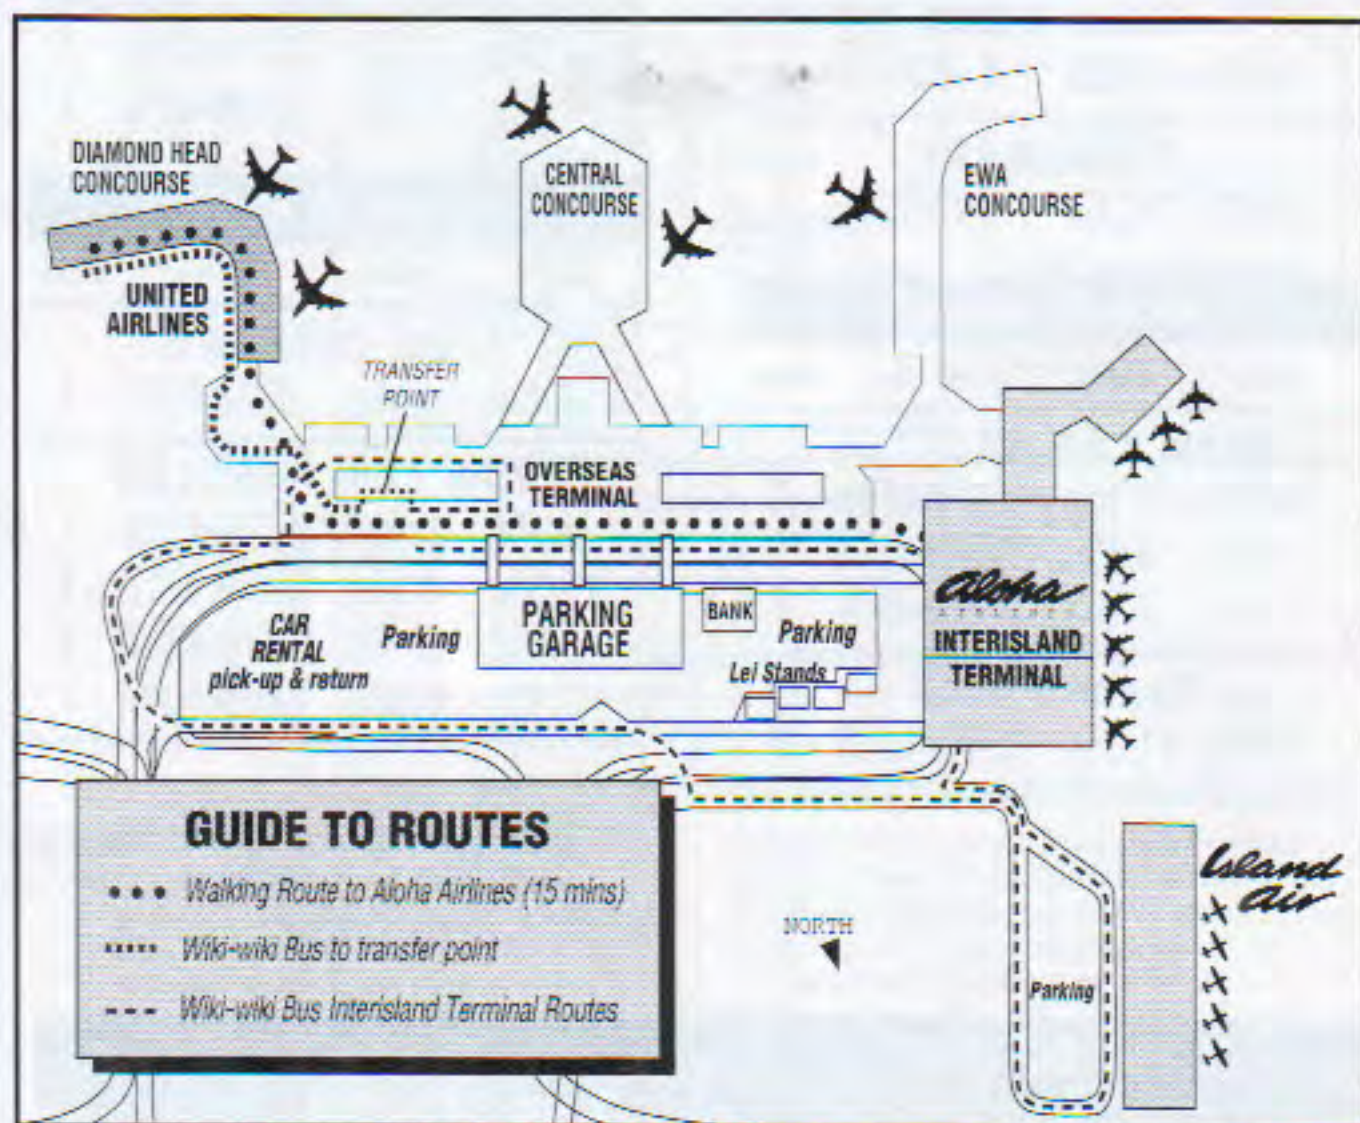 DIAMOND HEAD
CONCOURSE
CENTRAL
CONCOURSE
EWA
CONCOURSE
UNITED
AIRLINES
TRANSFER
POINT
OVERSEAS
TERMINAL
Aloha
AIRLINES
INTERISLAND
TERMINAL
CAR
RENTAL
pick-up & return
Parking
PARKING
GARAGE
BANK
Parking
Lei Stands
GUIDE TO ROUTES
Walking Route to Aloha Airlines (15 mins)
Wiki-wiki Bus to transfer point
Wiki-wiki Bus Interisland Terminal Routes
NORTH
Parking
Island
Air